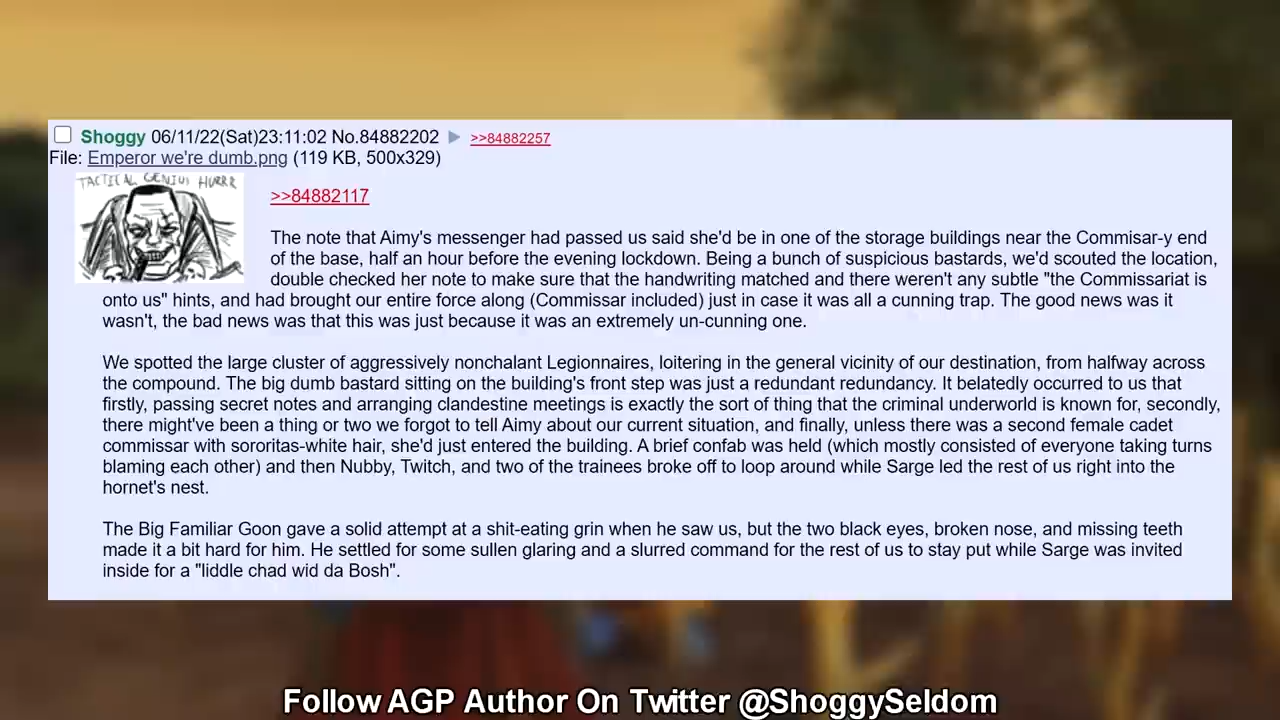 Shoggy 06/11/22(Sat)23:11:02 No.84882202 ▶ >>84882257
File: Emperor we're dumb.png (119 KB, 500x329)
TACTICAL GENIUS HURRR
>>84882117
The note that Aimy's messenger had passed us said she'd be in one of the storage buildings near the Commisar-y end
of the base, half an hour before the evening lockdown. Being a bunch of suspicious bastards, we'd scouted the location,
double checked her note to make sure that the handwriting matched and there weren't any subtle "the Commissariat is
onto us" hints, and had brought our entire force along (Commissar included) just in case it was all a cunning trap. The good news was it
wasn't, the bad news was that this was just because it was an extremely un-cunning one.
We spotted the large cluster of aggressively nonchalant Legionnaires, loitering in the general vicinity of our destination, from halfway across
the compound. The big dumb bastard sitting on the building's front step was just a redundant redundancy. It belatedly occurred to us that
firstly, passing secret notes and arranging clandestine meetings is exactly the sort of thing that the criminal underworld is known for, secondly,
there might've been a thing or two we forgot to tell Aimy about our current situation, and finally, unless there was a second female cadet
commissar with sororitas-white hair, she'd just entered the building. A brief confab was held (which mostly consisted of everyone taking turns
blaming each other) and then Nubby, Twitch, and two of the trainees broke off to loop around while Sarge led the rest of us right into the
hornet's nest.
The Big Familiar Goon gave a solid attempt at a shit-eating grin when he saw us, but the two black eyes, broken nose, and missing teeth
made it a bit hard for him. He settled for some sullen glaring and a slurred command for the rest of us to stay put while Sarge was invited
inside for a "liddle chad wid da Bosh".
Follow AGP Author On Twitter @ShoggySeldom